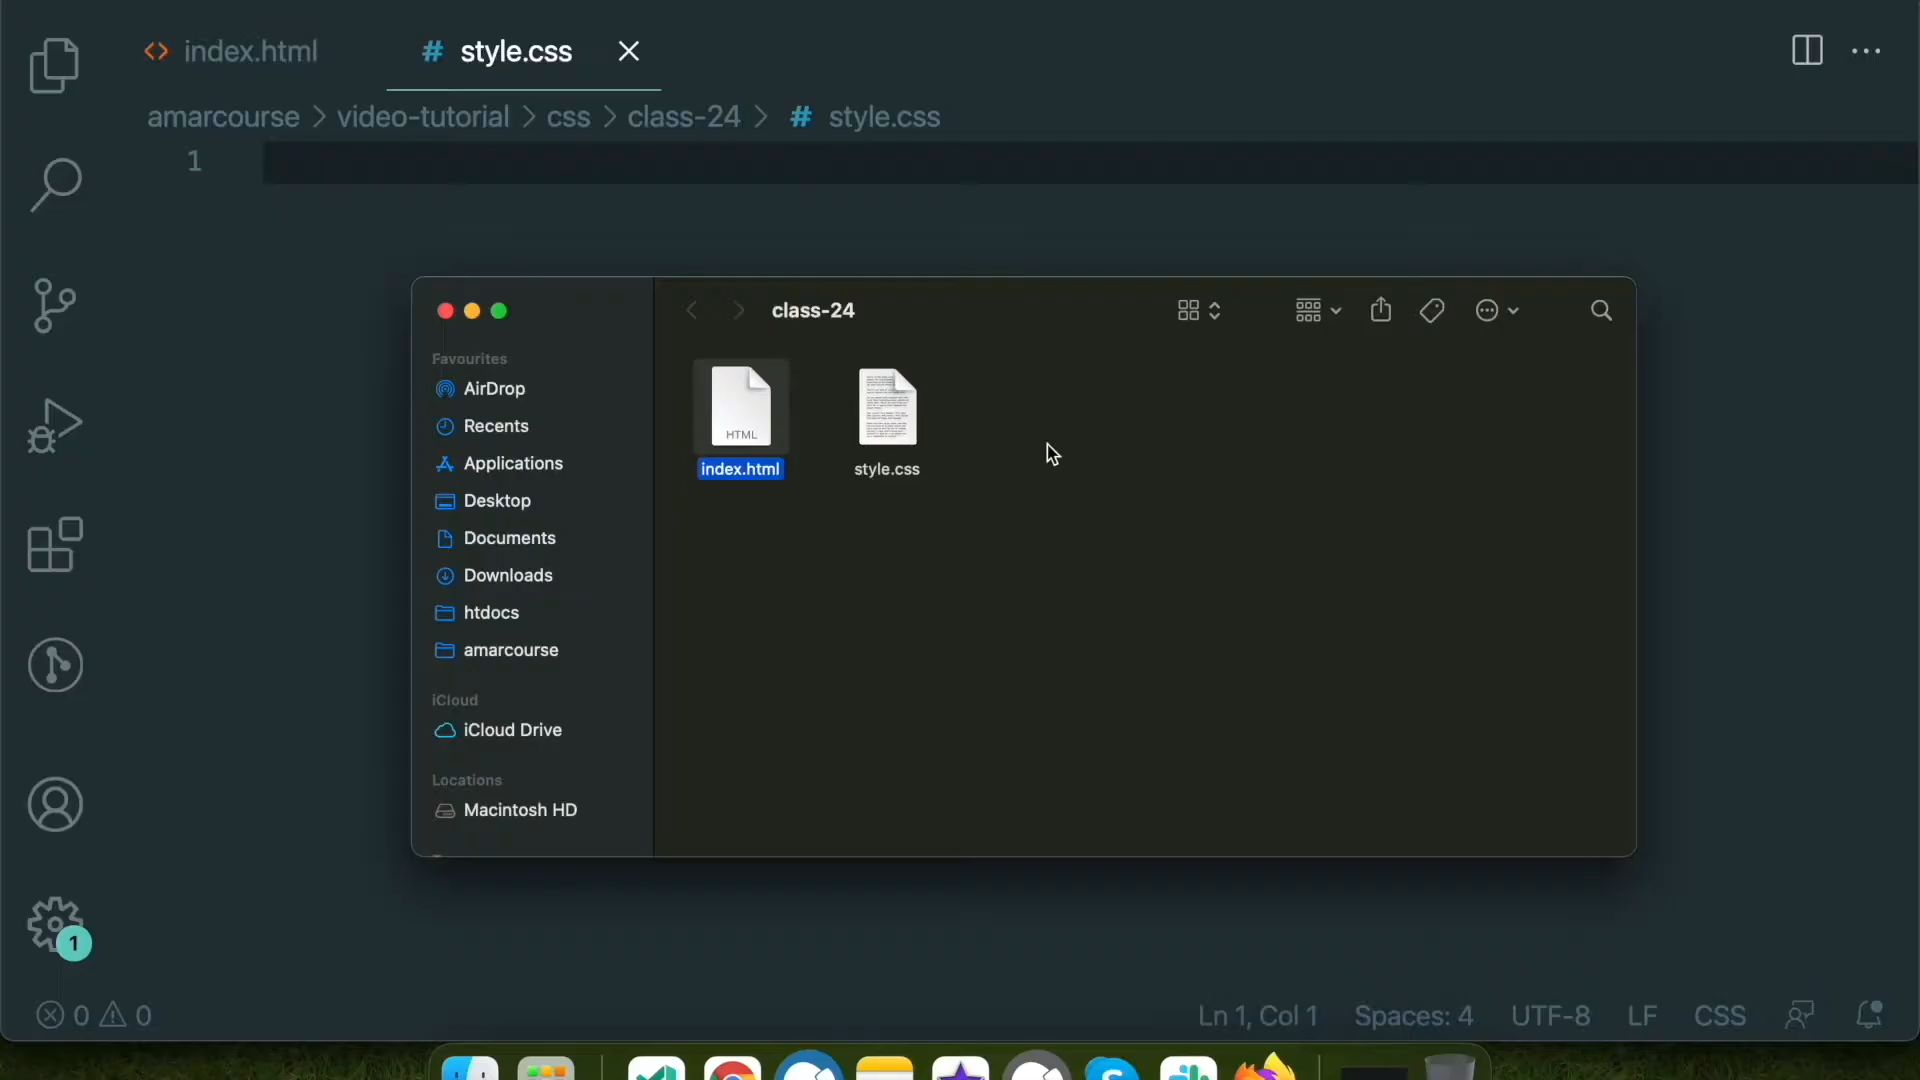 index.html
style.css
amarcourse > video-tutorial > css > class-24 > # style.css
1
class-24
Favourites
AirDrop
Recents
Applications
Desktop
Documents
Downloads
htdocs
amarcourse
iCloud
iCloud Drive
Locations
Macintosh HD
HTML
index.html
style.css
1
0 0
Ln 1, Col 1 Spaces: 4 UTF-8 LF CSS